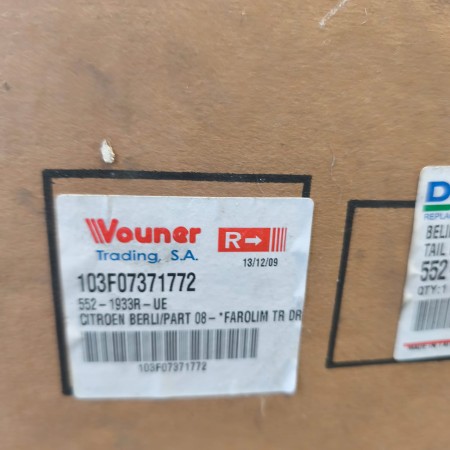 Vouner
Trading, S.A.
R
13/12/09
103F07371772
552-1933R-UE
CITROEN BERLI/PART 08- *FAROLIM TR DR
103F07371772
D
REPLAC
BERLI
TAIL
552
QTY:1